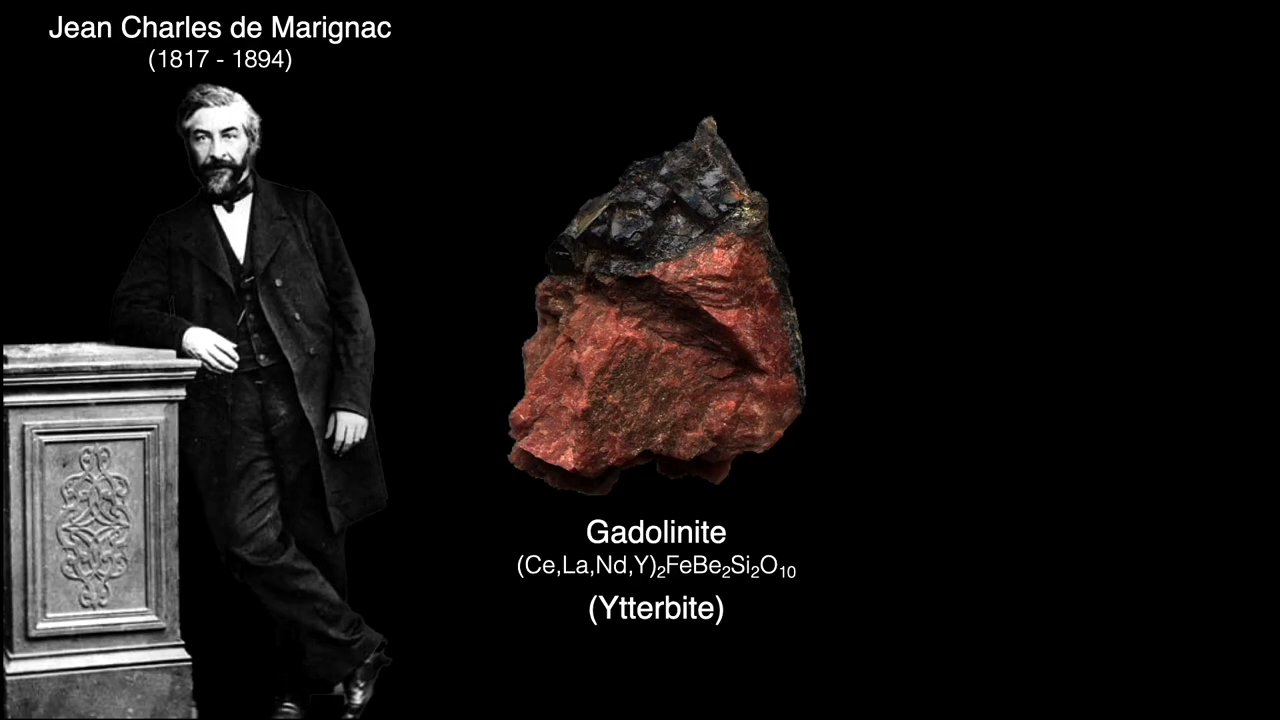 Jean Charles de Marignac
(1817 - 1894)
Gadolinite
(Ce,La,Nd,Y)₂FeBe₂Si₂O₁₀
(Ytterbite)